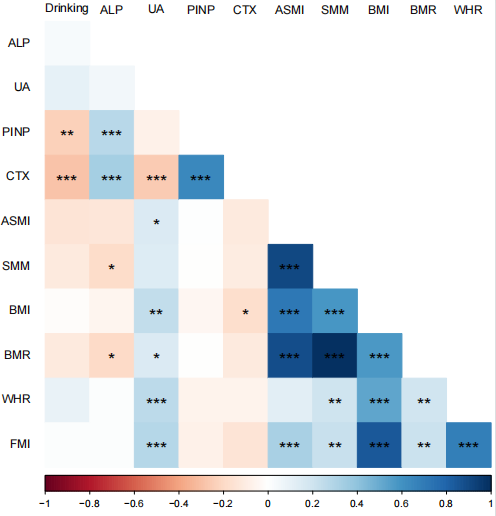 Drinking ALP UA PINP CTX ASMI SMM BMI BMR WHR
ALP
UA
PINP ** ***
CTX *** *** *** ***
ASMI *
SMM * ***
BMI ** * *** ***
BMR * * *** *** ***
WHR *** ** *** **
FMI *** *** ** *** ** ***
−1 −0.8 −0.6 −0.4 −0.2 0 0.2 0.4 0.6 0.8 1